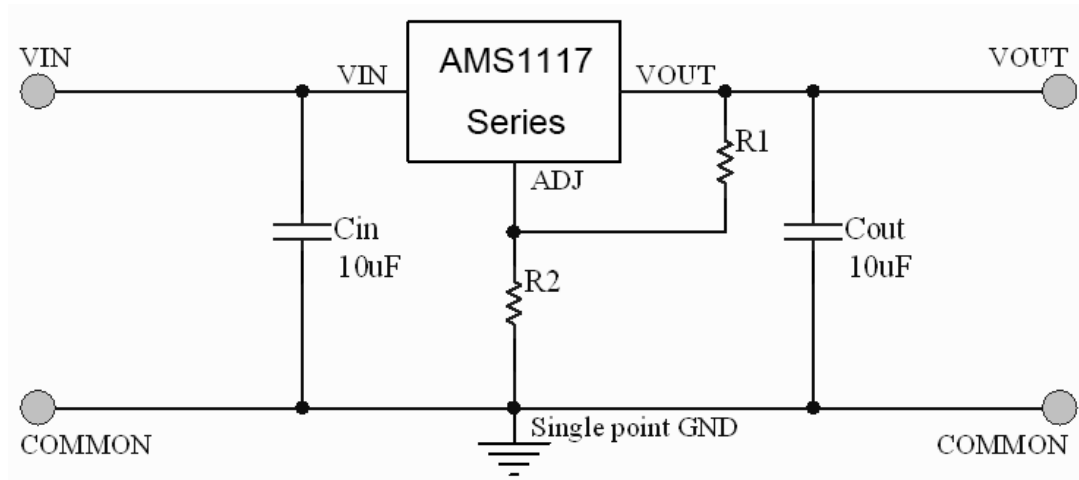 VIN
VIN
AMS1117
Series
VOUT
VOUT
R1
ADJ
Cin
10uF
R2
Cout
10uF
COMMON
Single point GND
COMMON